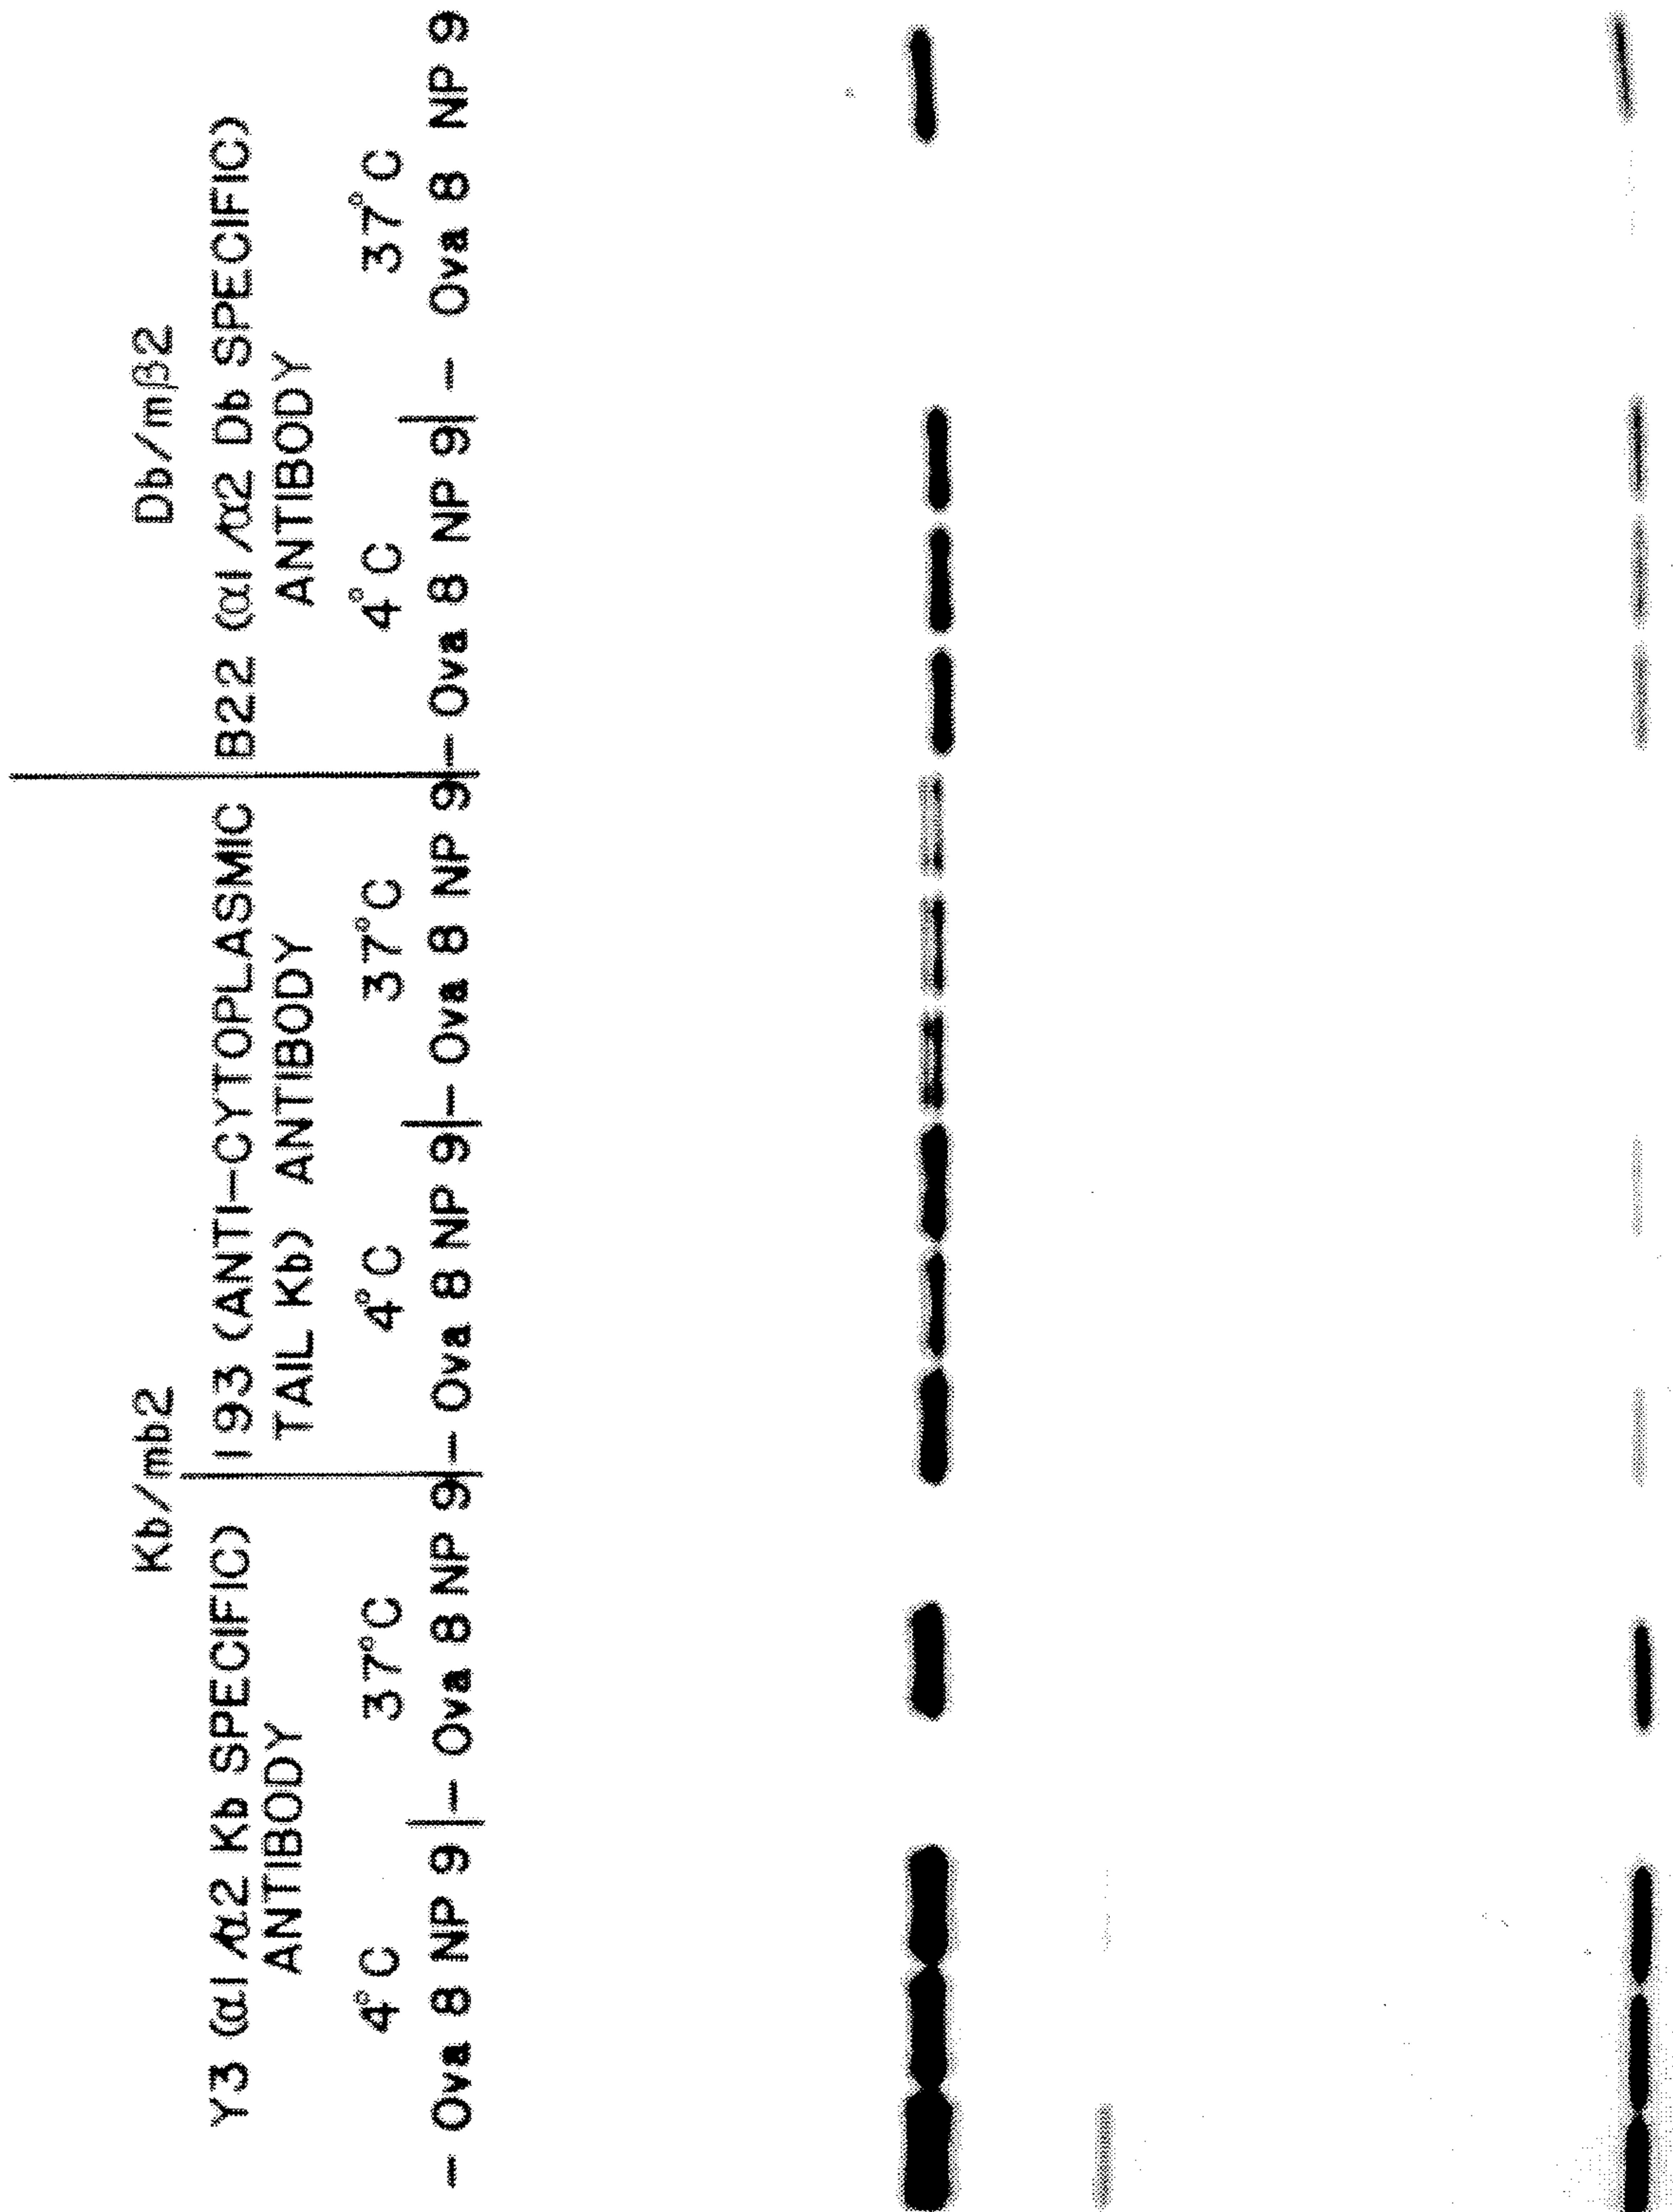 Kb/mb2
Db/mβ2
Y3 (α1/α2 Kb SPECIFIC)
ANTIBODY
193 (ANTI-CYTOPLASMIC
TAIL Kb) ANTIBODY
B22 (α1/α2 Db SPECIFIC)
ANTIBODY
4°C
37°C
4°C
37°C
4°C
37°C
— Ova 8 NP 9 | — Ova 8 NP 9 | — Ova 8 NP 9 | — Ova 8 NP 9 | — Ova 8 NP 9 | — Ova 8 NP 9